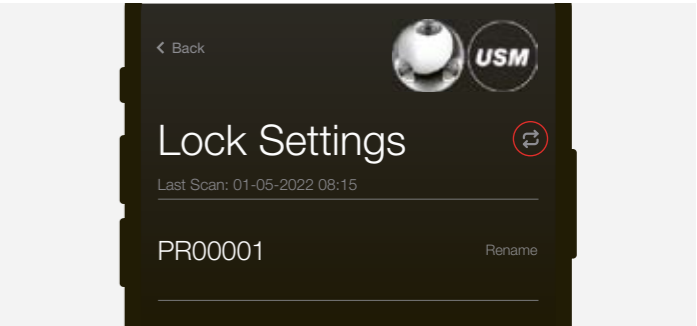 Back
USM
Lock Settings
Last Scan: 01-05-2022 08:15
PR00001
Rename